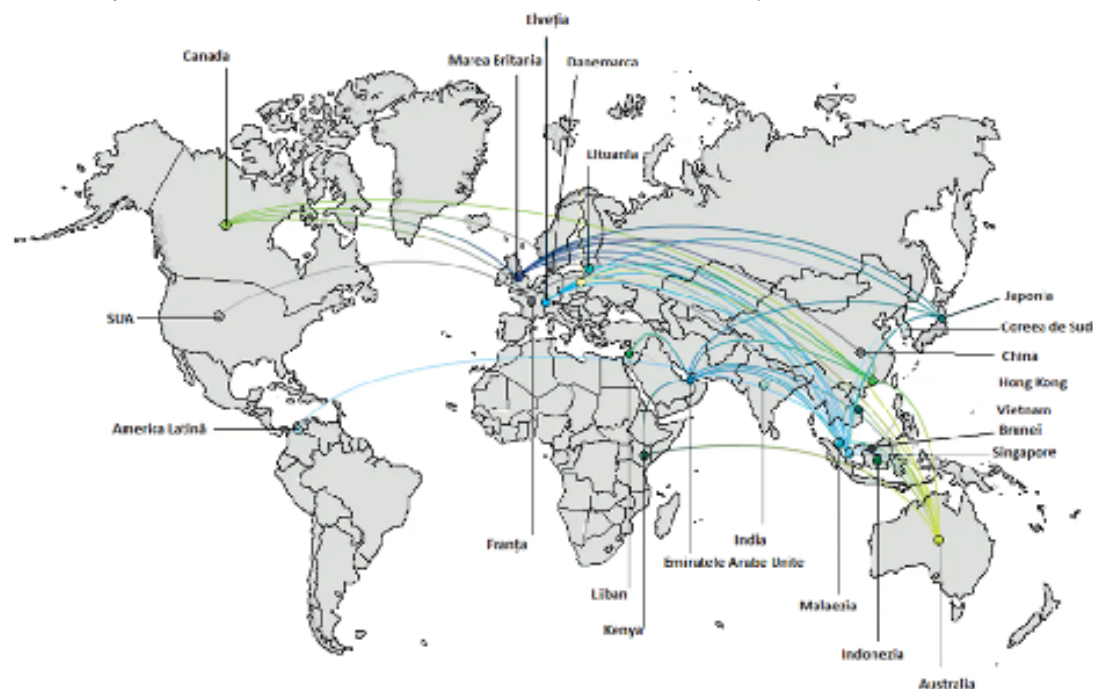 Elveția
Canada
Marea Britania
Danemarca
Lituania
Japonia
SUA
Coreea de Sud
China
Hong Kong
Vietnam
America Latină
Brunei
Singapore
Franța
India
Emiratele Arabe Unite
Liban
Malaezia
Kenya
Indonezia
Australia